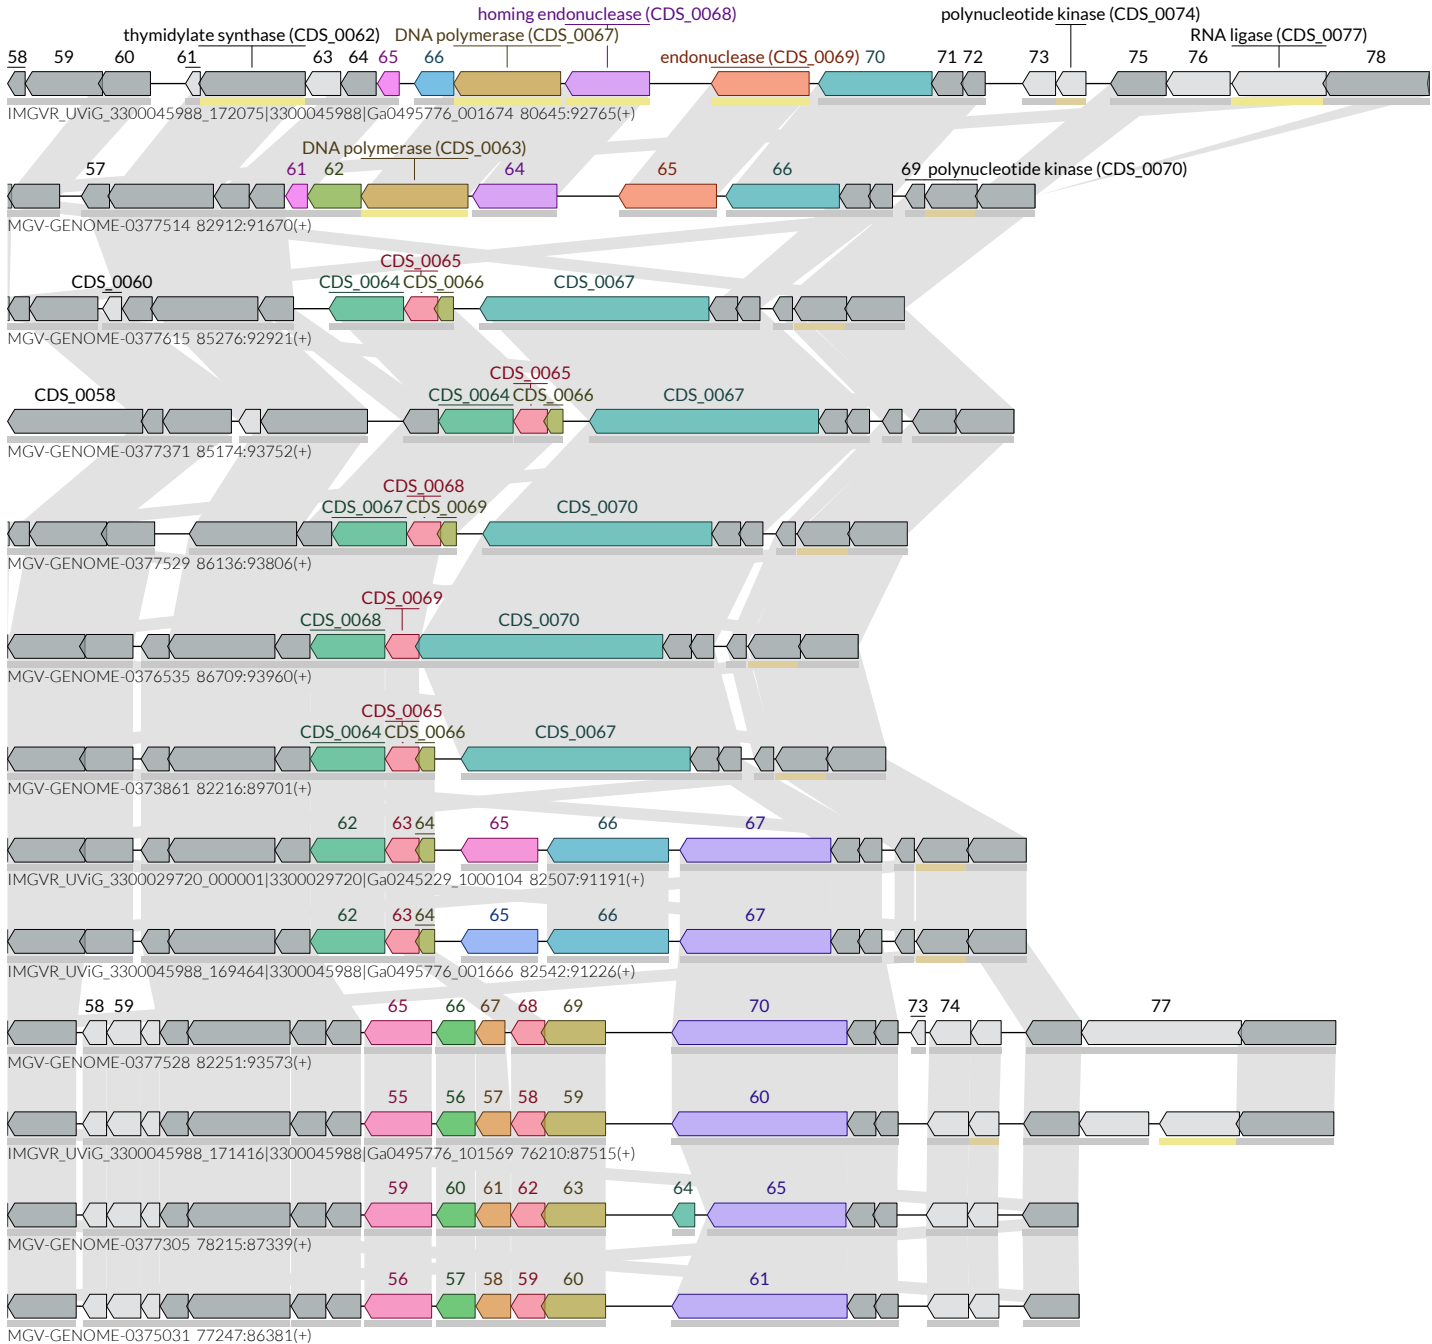 homing endonuclease (CDS_0068) polynucleotide kinase (CDS_0074)
thymidylate synthase (CDS_0062) DNA polymerase (CDS_0067) RNA ligase (CDS_0077)
58 59 60 61 63 64 65 66 endonuclease (CDS_0069) 70 71 72 73 75 76 78
IMGVR_UViG_3300045988_172075|3300045988|Ga0495776_001674 80645:92765(+)
DNA polymerase (CDS_0063)
57 61 62 64 65 66 69 polynucleotide kinase (CDS_0070)
MGV-GENOME-0377514 82912:91670(+)
CDS_0065
CDS_0060 CDS_0064 CDS_0066 CDS_0067
MGV-GENOME-0377615 85276:92921(+)
CDS_0065
CDS_0058 CDS_0064 CDS_0066 CDS_0067
MGV-GENOME-0377371 85174:93752(+)
CDS_0068
CDS_0067 CDS_0069 CDS_0070
MGV-GENOME-0377529 86136:93806(+)
CDS_0069
CDS_0068 CDS_0070
MGV-GENOME-0376535 86709:93960(+)
CDS_0065
CDS_0064 CDS_0066 CDS_0067
MGV-GENOME-0373861 82216:89701(+)
62 63 64 65 66 67
IMGVR_UViG_3300029720_000001|3300029720|Ga0245229_1000104 82507:91191(+)
62 63 64 65 66 67
IMGVR_UViG_3300045988_169464|3300045988|Ga0495776_001666 82542:91226(+)
58 59 65 66 67 68 69 70 73 74 77
MGV-GENOME-0377528 82251:93573(+)
55 56 57 58 59 60
IMGVR_UViG_3300045988_171416|3300045988|Ga0495776_101569 76210:87515(+)
59 60 61 62 63 64 65
MGV-GENOME-0377305 78215:87339(+)
56 57 58 59 60 61
MGV-GENOME-0375031 77247:86381(+)